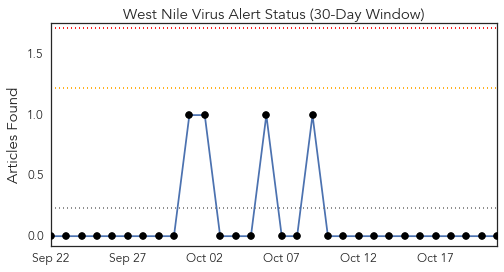 West Nile Virus Alert Status (30-Day Window)
Articles Found
1.5
1.0
0.5
0.0
Sep 22 Sep 27 Oct 02 Oct 07 Oct 12 Oct 17